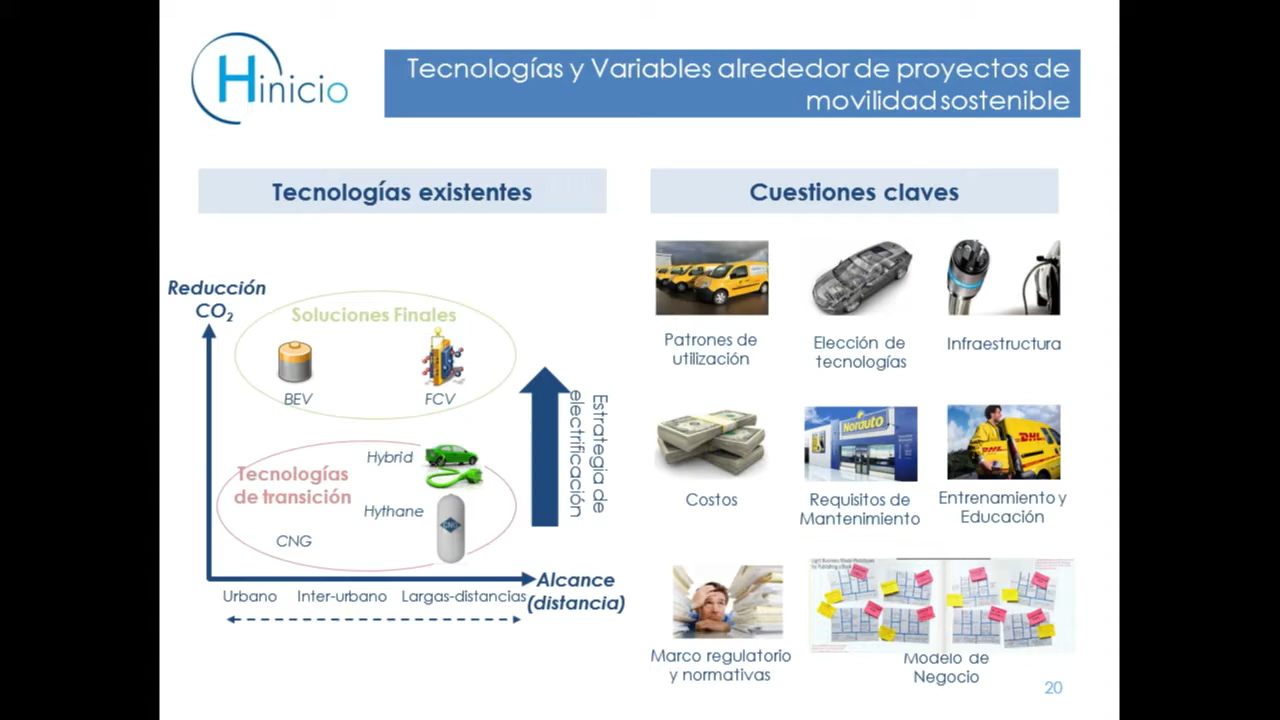 Hinicio
Tecnologías y Variables alrededor de proyectos de
movilidad sostenible
Tecnologías existentes
Cuestiones claves
Reducción
CO2
Soluciones Finales
BEV
FCV
Tecnologías
de transición
Hybrid
Hythane
CNG
CNG
Estrategia de
electrificación
Alcance
(distancia)
Urbano
Inter-urbano
Largas-distancias
Patrones de
utilización
Elección de
tecnologías
Infraestructura
Norauto
DHL
Costos
Requisitos de
Mantenimiento
Entrenamiento y
Educación
Marco regulatorio
y normativas
Modelo de
Negocio
20